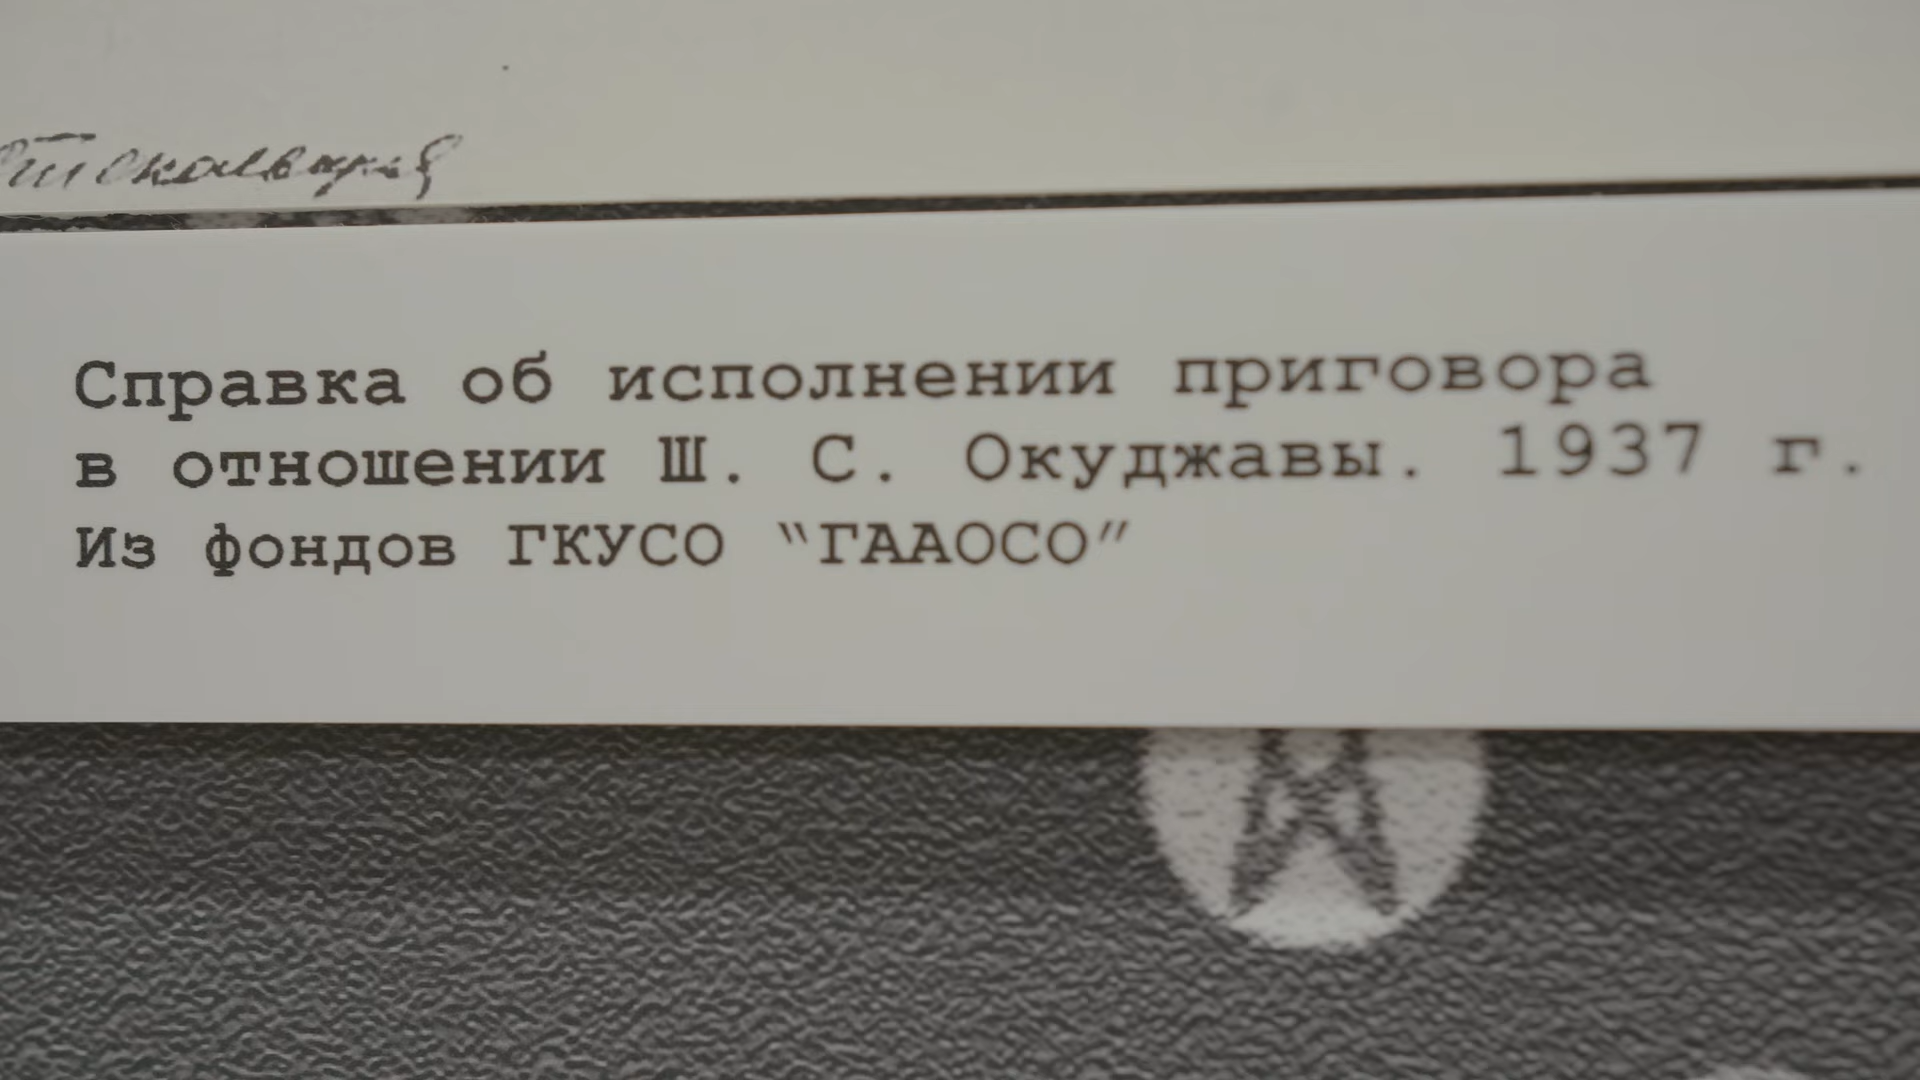 Справка об исполнении приговора
в отношении Ш. С. Окуджавы. 1937 г.
Из фондов ГКУСО “ГААОСО”